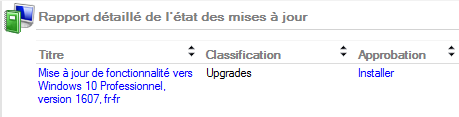 Rapport détaillé de l'état des mises à jour
Titre Classification Approbation
Mise à jour de fonctionnalité vers Upgrades Installer
Windows 10 Professionnel,
version 1607, fr-fr